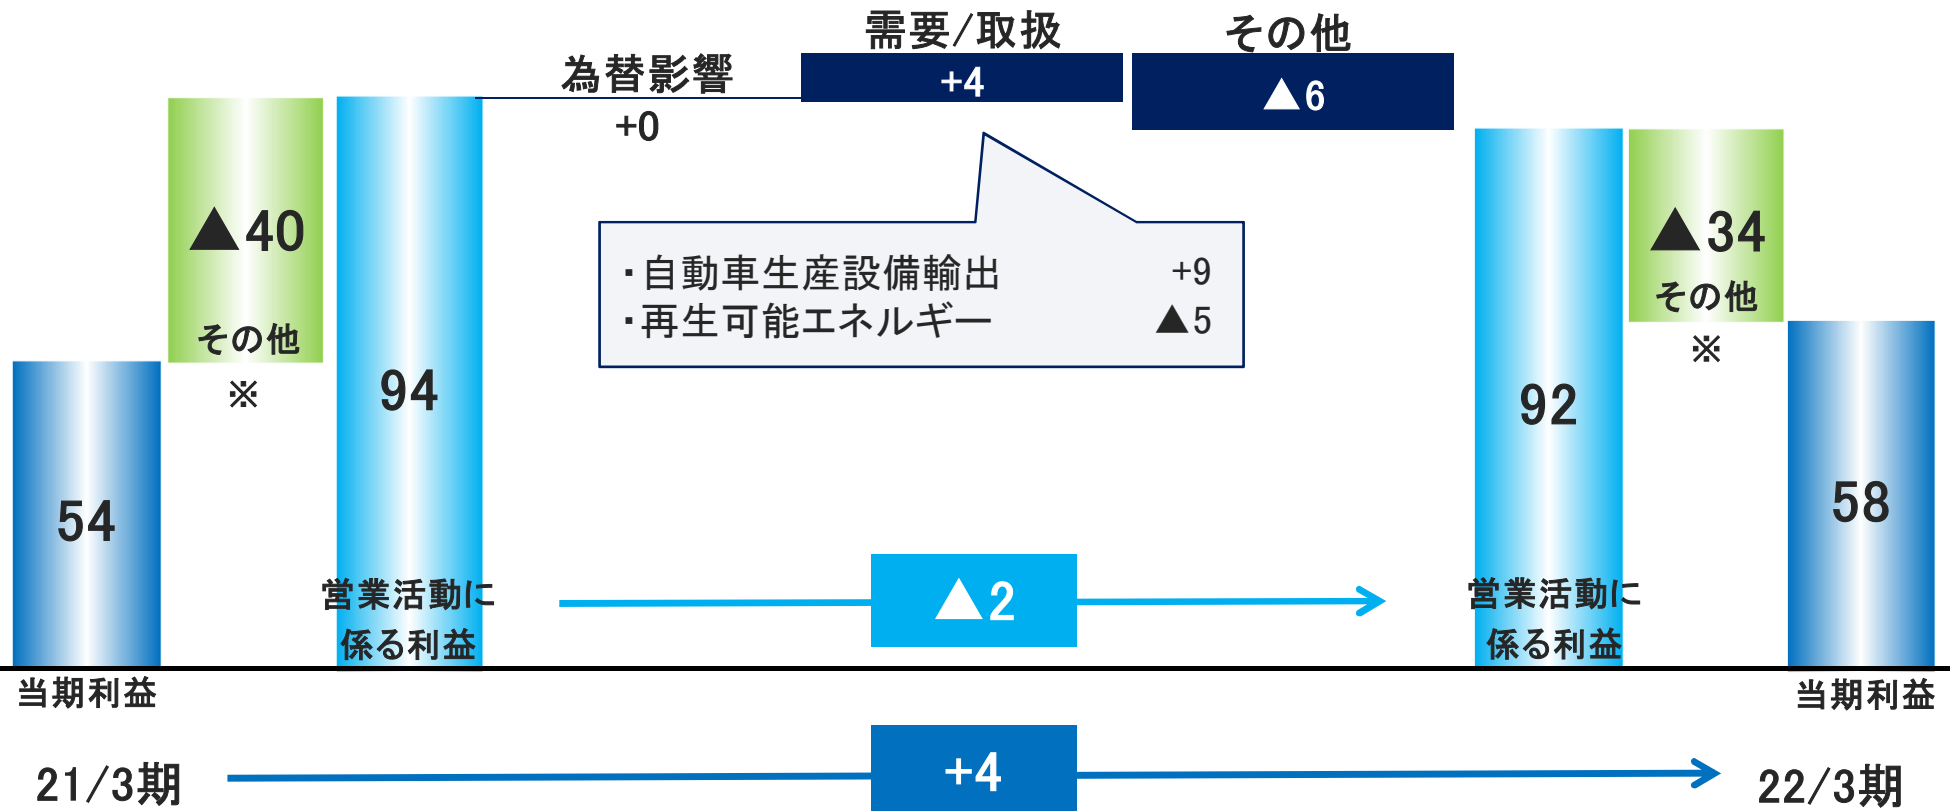 需要/取扱
その他
為替影響
+4
▲6
+0
▲40
その他
※
94
・自動車生産設備輸出 +9
・再生可能エネルギー ▲5
▲34
その他
※
92
54
58
営業活動に
係る利益
▲2
営業活動に
係る利益
当期利益
当期利益
21/3期
+4
22/3期